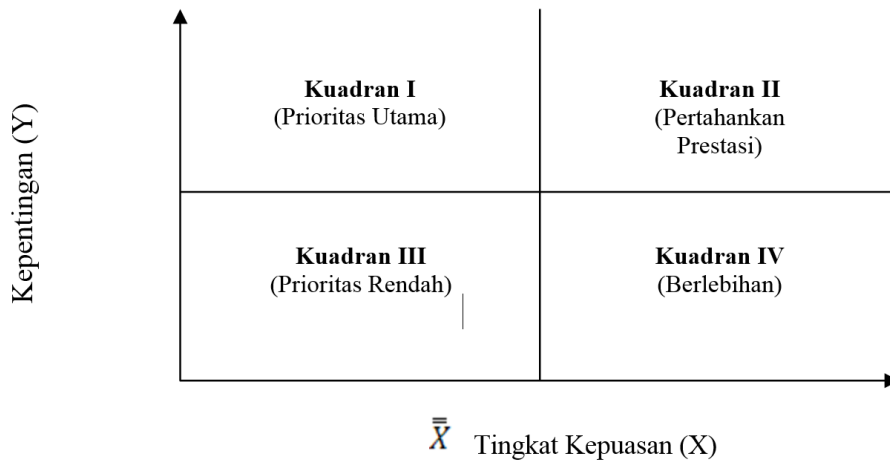 Kepentingan (Y)
Kuadran I
(Prioritas Utama)
Kuadran II
(Pertahankan
Prestasi)
Kuadran III
(Prioritas Rendah)
Kuadran IV
(Berlebihan)
X̿ Tingkat Kepuasan (X)